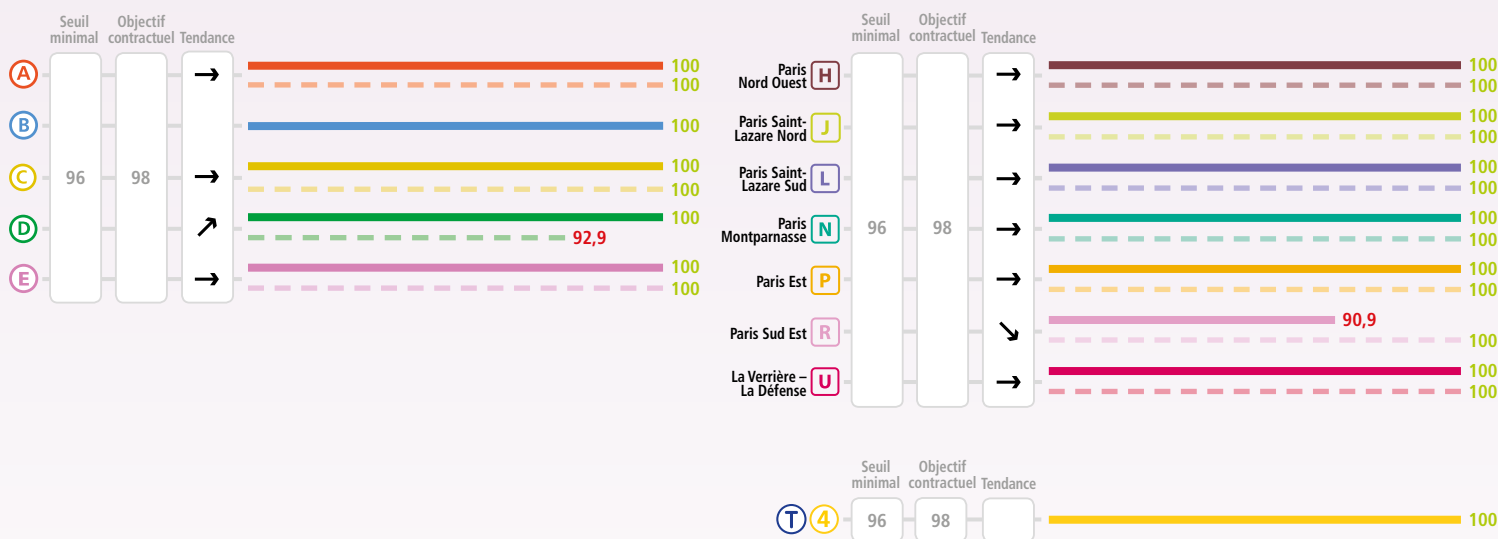 Seuil minimal Objectif contractuel Tendance
A 100
100
B 100
C 96 98 100
100
D 100
92,9
E 100
100
Seuil minimal Objectif contractuel Tendance
Paris
Nord Ouest H 100
100
Paris Saint-
Lazare Nord J 100
100
Paris Saint-
Lazare Sud L 100
100
Paris
Montparnasse N 96 98 100
100
Paris Est P 100
100
Paris Sud Est R 90,9
100
La Verrière –
La Défense U 100
100
Seuil minimal Objectif contractuel Tendance
T 4 96 98 100